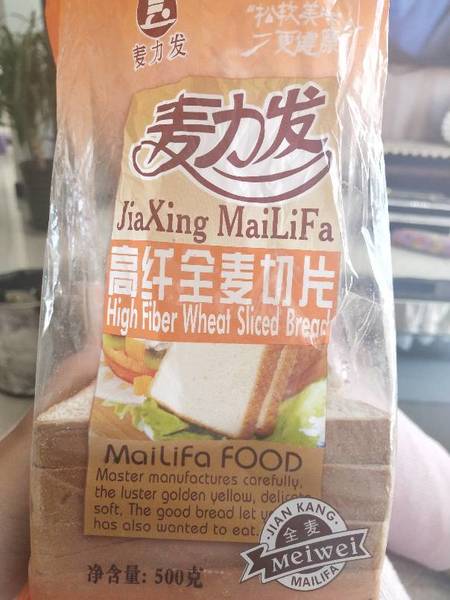 麦力发
"松软美味
更健康
麦力发
JiaXing MaiLiFa
高纤全麦切片
High Fiber Wheat Sliced Bread
MaiLiFa FOOD
Master manufactures carefully,
the luster golden yellow, delicate
soft, The good bread let
has also wanted to eat.
JIAN KANG
全麦
Meiwei
MAILIFA
净含量: 500克